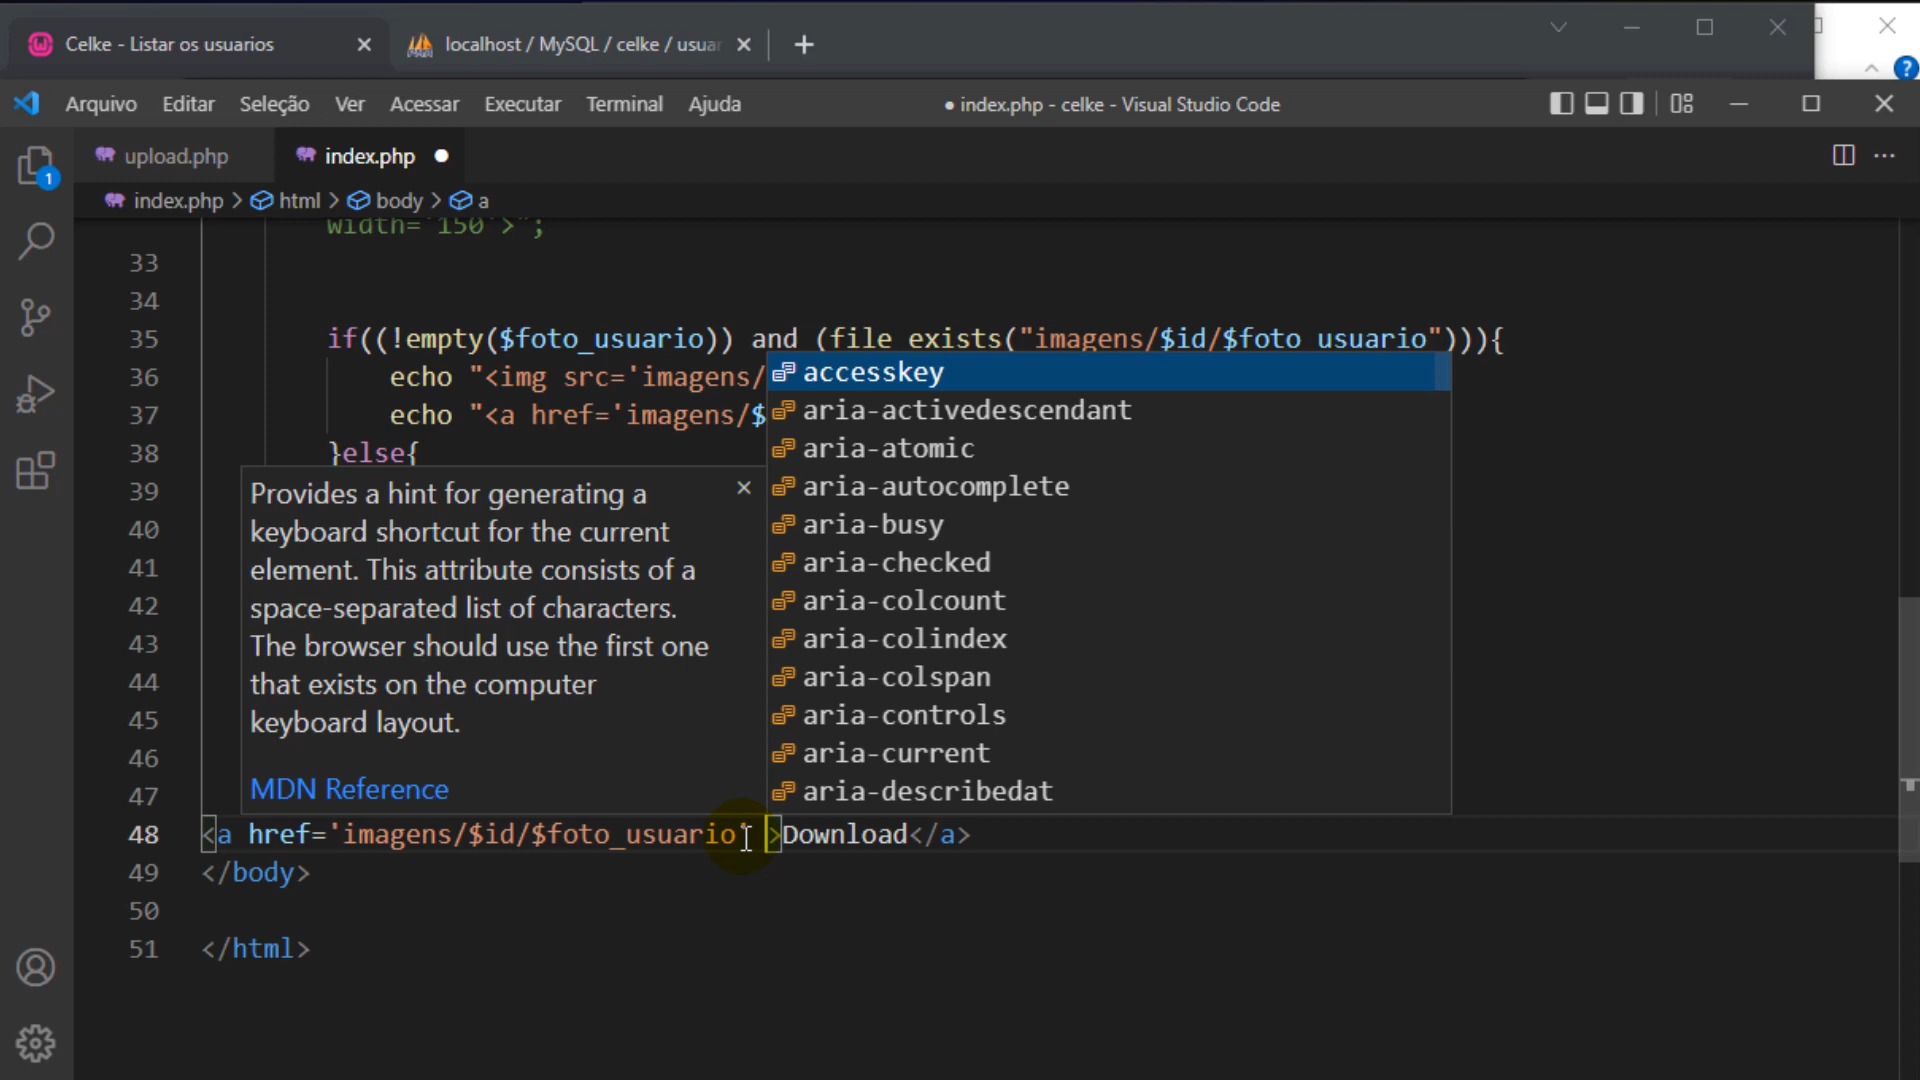 Celke - Listar os usuarios
localhost / MySQL / celke / usuar
Arquivo Editar Seleção Ver Acessar Executar Terminal Ajuda
● index.php - celke - Visual Studio Code
upload.php index.php ●
index.php > html > body > a
width='150'>";
33
34
35 if((!empty($foto_usuario)) and (file_exists("imagens/$id/$foto_usuario"))){
36 echo "<img src='imagens/
37 echo "<a href='imagens/$
38 }else{
39
40
41
42
43
44
45
46
47
Provides a hint for generating a
keyboard shortcut for the current
element. This attribute consists of a
space-separated list of characters.
The browser should use the first one
that exists on the computer
keyboard layout.
MDN Reference
accesskey
aria-activedescendant
aria-atomic
aria-autocomplete
aria-busy
aria-checked
aria-colcount
aria-colindex
aria-colspan
aria-controls
aria-current
aria-describedat
48 <a href='imagens/$id/$foto_usuario' >Download</a>
49 </body>
50
51 </html>
1
?